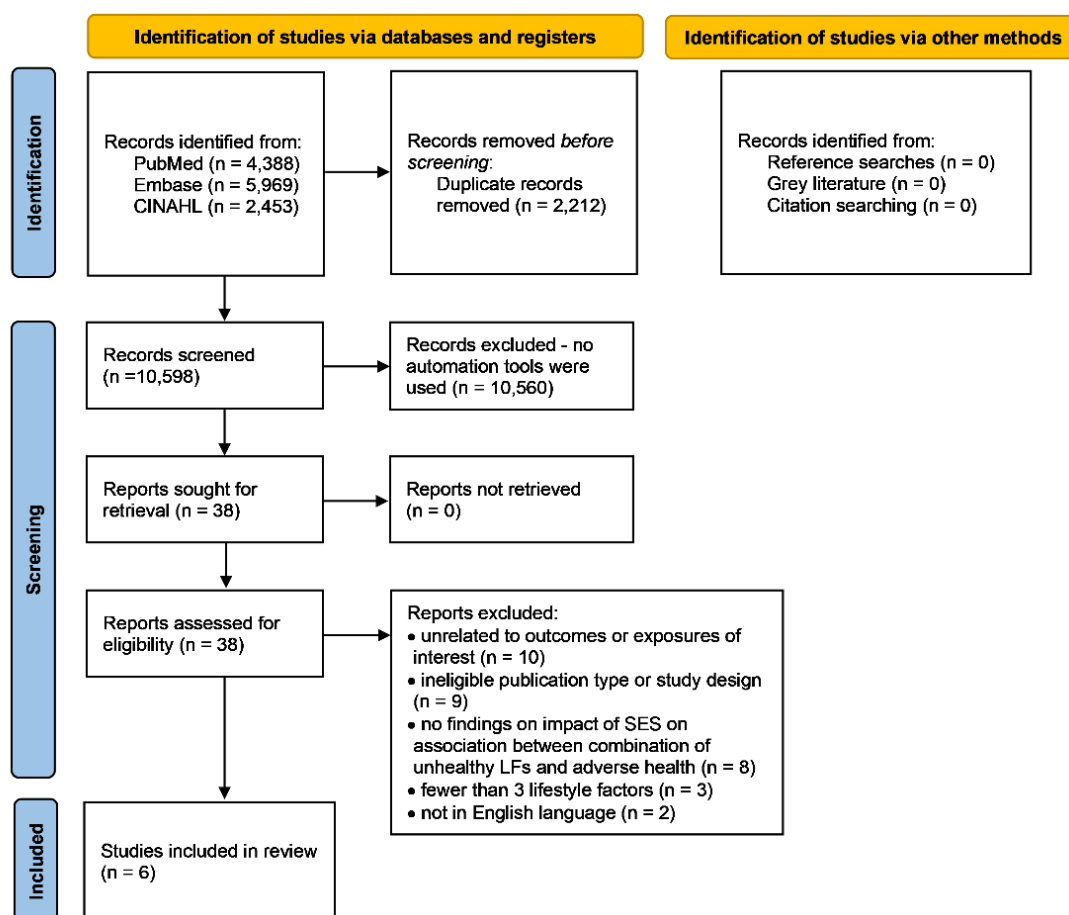 Identification of studies via databases and registers
Identification of studies via other methods
Identification
Records identified from:
PubMed (n = 4,388)
Embase (n = 5,969)
CINAHL (n = 2,453)
Records removed before
screening:
Duplicate records
removed (n = 2,212)
Records identified from:
Reference searches (n = 0)
Grey literature (n = 0)
Citation searching (n = 0)
Screening
Records screened
(n =10,598)
Records excluded - no
automation tools were
used (n = 10,560)
Reports sought for
retrieval (n = 38)
Reports not retrieved
(n = 0)
Reports assessed for
eligibility (n = 38)
Reports excluded:
• unrelated to outcomes or exposures of
interest (n = 10)
• ineligible publication type or study design
(n = 9)
• no findings on impact of SES on
association between combination of
unhealthy LFs and adverse health (n = 8)
• fewer than 3 lifestyle factors (n = 3)
• not in English language (n = 2)
Included
Studies included in review
(n = 6)